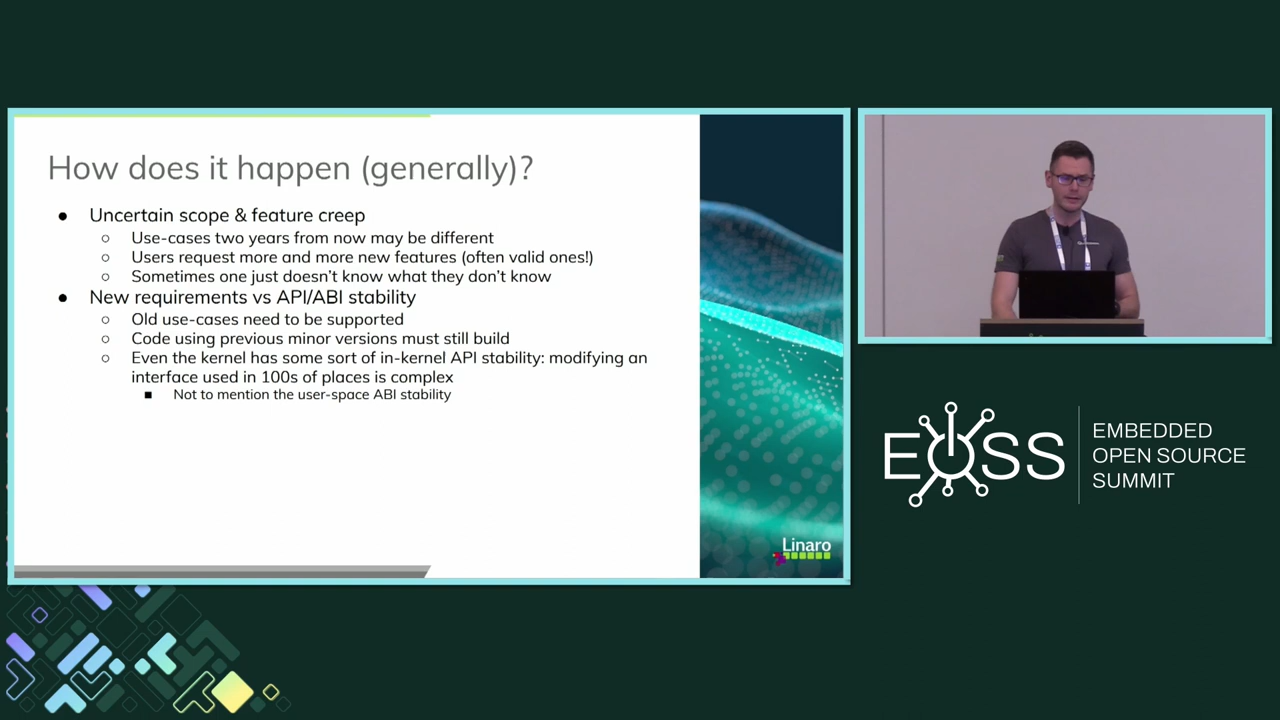 How does it happen (generally)?
● Uncertain scope & feature creep
○ Use-cases two years from now may be different
○ Users request more and more new features (often valid ones!)
○ Sometimes one just doesn't know what they don't know
● New requirements vs API/ABI stability
○ Old use-cases need to be supported
○ Code using previous minor versions must still build
○ Even the kernel has some sort of in-kernel API stability: modifying an
interface used in 100s of places is complex
■ Not to mention the user-space ABI stability
Linaro
EOSS
EMBEDDED
OPEN SOURCE
SUMMIT